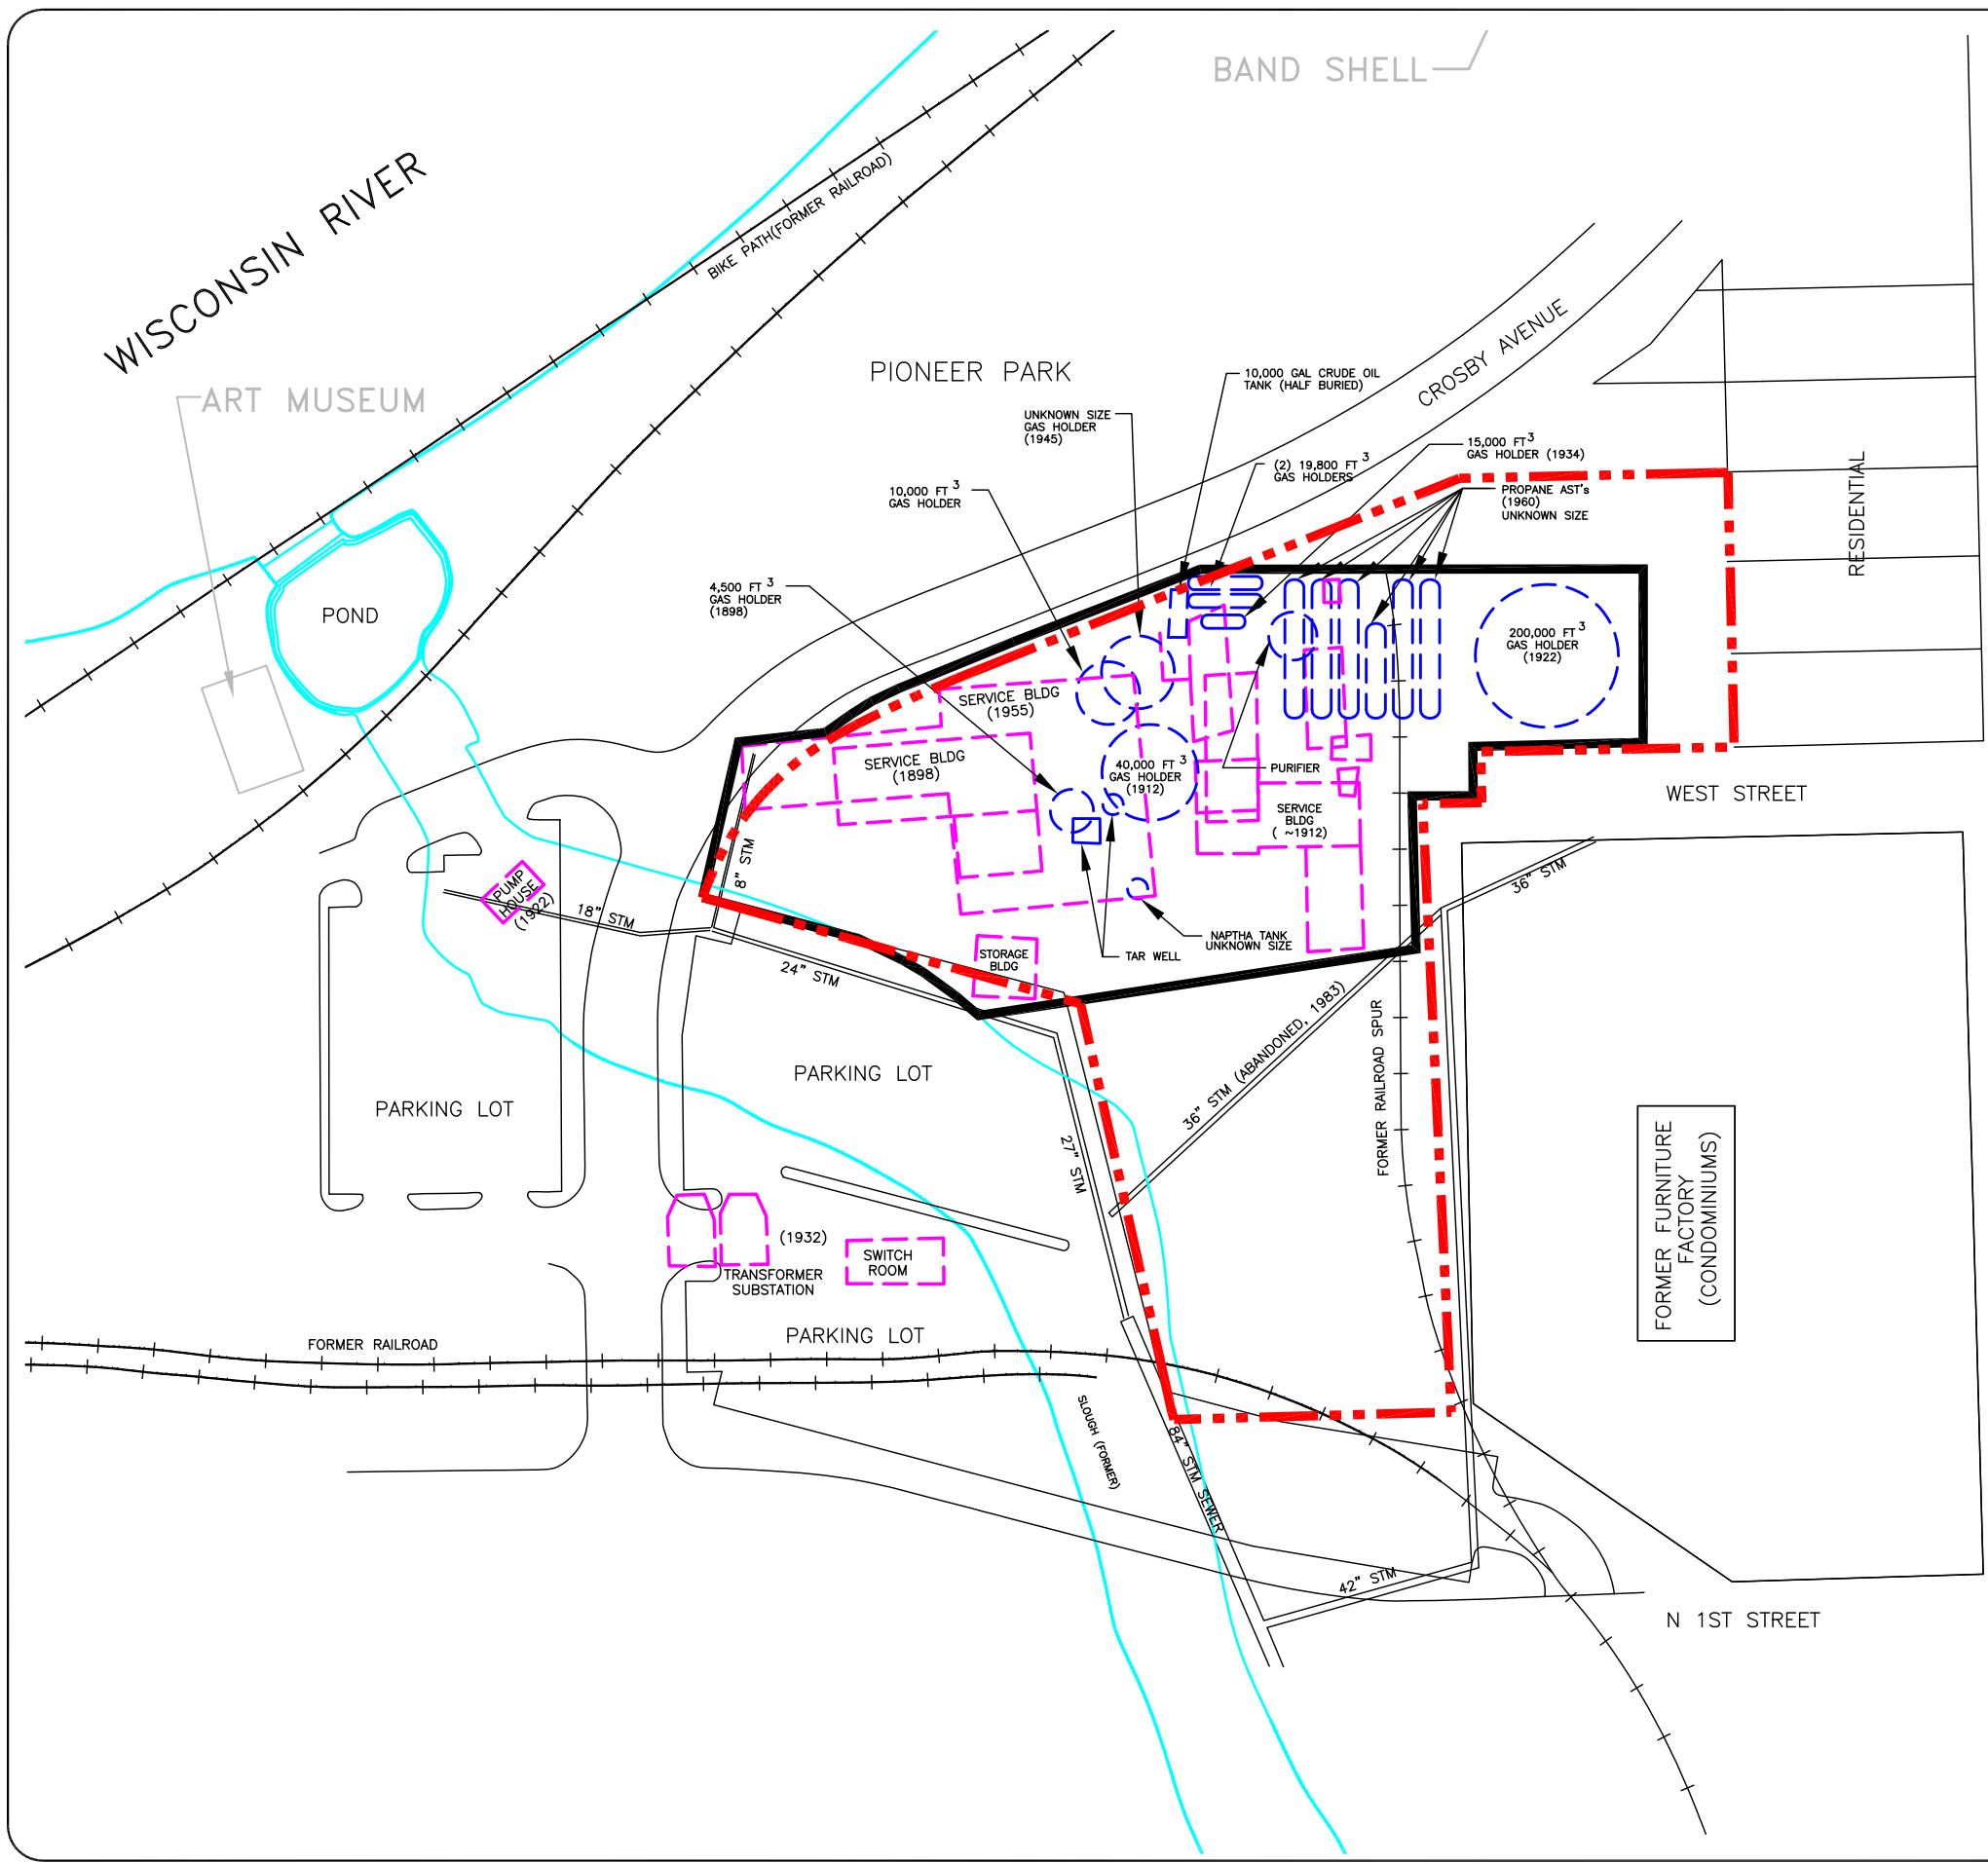 BAND SHELL
WISCONSIN RIVER
BIKE PATH(FORMER RAILROAD)
ART MUSEUM
PIONEER PARK
CROSBY AVENUE
10,000 GAL CRUDE OIL
TANK (HALF BURIED)
UNKNOWN SIZE
GAS HOLDER
(1945)
15,000 FT3
GAS HOLDER (1934)
(2) 19,800 FT3
GAS HOLDERS
10,000 FT3
GAS HOLDER
PROPANE AST's
(1960)
UNKNOWN SIZE
RESIDENTIAL
4,500 FT3
GAS HOLDER
(1898)
POND
200,000 FT3
GAS HOLDER
(1922)
SERVICE BLDG
(1955)
SERVICE BLDG
(1898)
40,000 FT3
GAS HOLDER
(1912)
PURIFIER
WEST STREET
SERVICE
BLDG
( ~1912)
8" STM
36" STM
PUMP
HOUSE
(1922)
18" STM
NAPTHA TANK
UNKNOWN SIZE
TAR WELL
STORAGE
BLDG
24" STM
36" STM (ABANDONED, 1983)
FORMER RAILROAD SPUR
PARKING LOT
PARKING LOT
27" STM
FORMER FURNITURE
FACTORY
(CONDOMINIUMS)
(1932)
TRANSFORMER
SUBSTATION
SWITCH
ROOM
PARKING LOT
FORMER RAILROAD
SLOUGH (FORMER)
84" STM SEWER
42" STM
N 1ST STREET